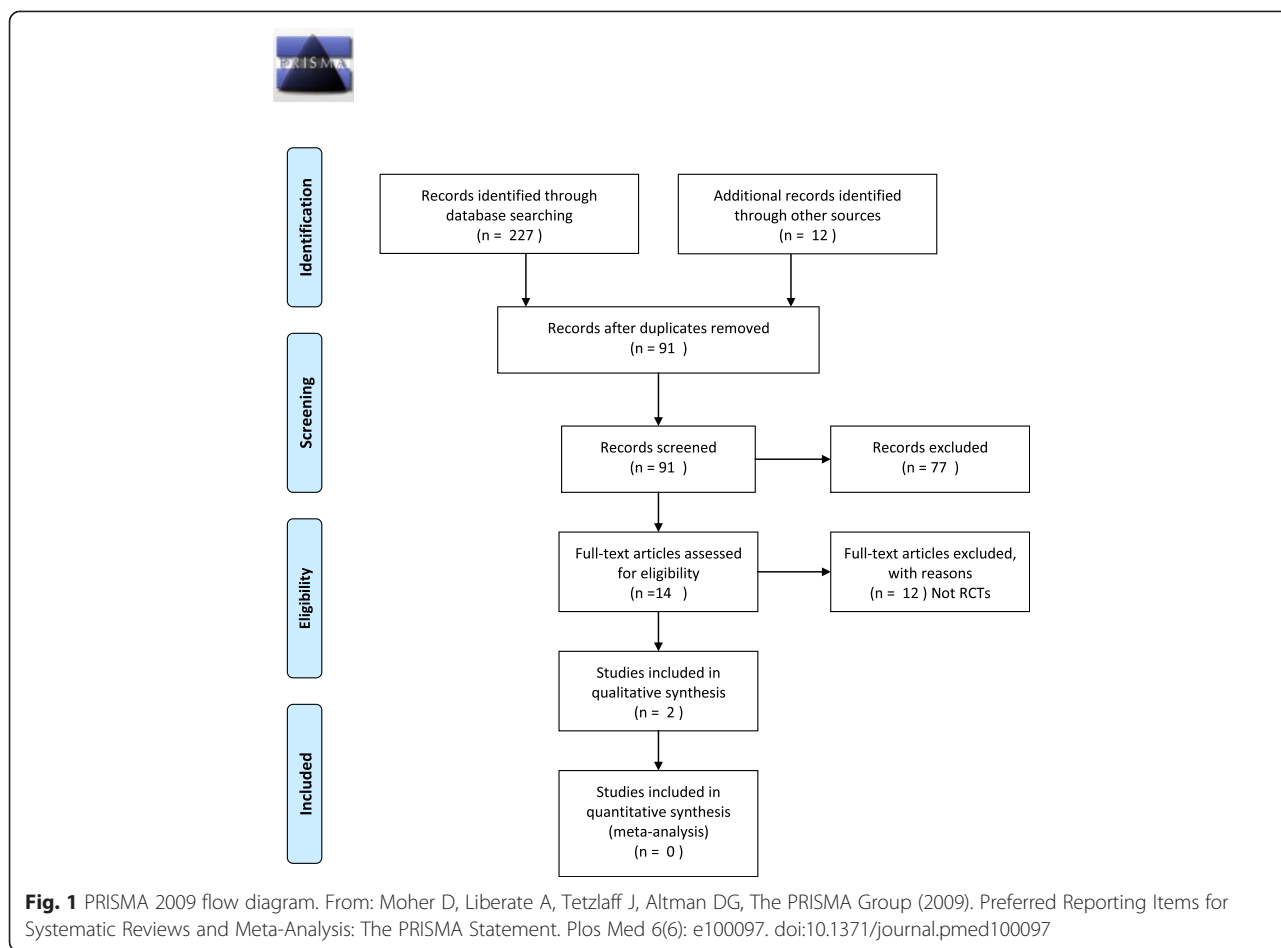 PRISMA
Identification
Records identified through
database searching
(n = 227 )
Additional records identified
through other sources
(n = 12 )
Records after duplicates removed
(n = 91 )
Screening
Records screened
(n = 91 )
Records excluded
(n = 77 )
Eligibility
Full-text articles assessed
for eligibility
(n =14 )
Full-text articles excluded,
with reasons
(n = 12 ) Not RCTs
Studies included in
qualitative synthesis
(n = 2 )
Included
Studies included in
quantitative synthesis
(meta-analysis)
(n = 0 )
Fig. 1 PRISMA 2009 flow diagram. From: Moher D, Liberate A, Tetzlaff J, Altman DG, The PRISMA Group (2009). Preferred Reporting Items for
Systematic Reviews and Meta-Analysis: The PRISMA Statement. Plos Med 6(6): e100097. doi:10.1371/journal.pmed100097